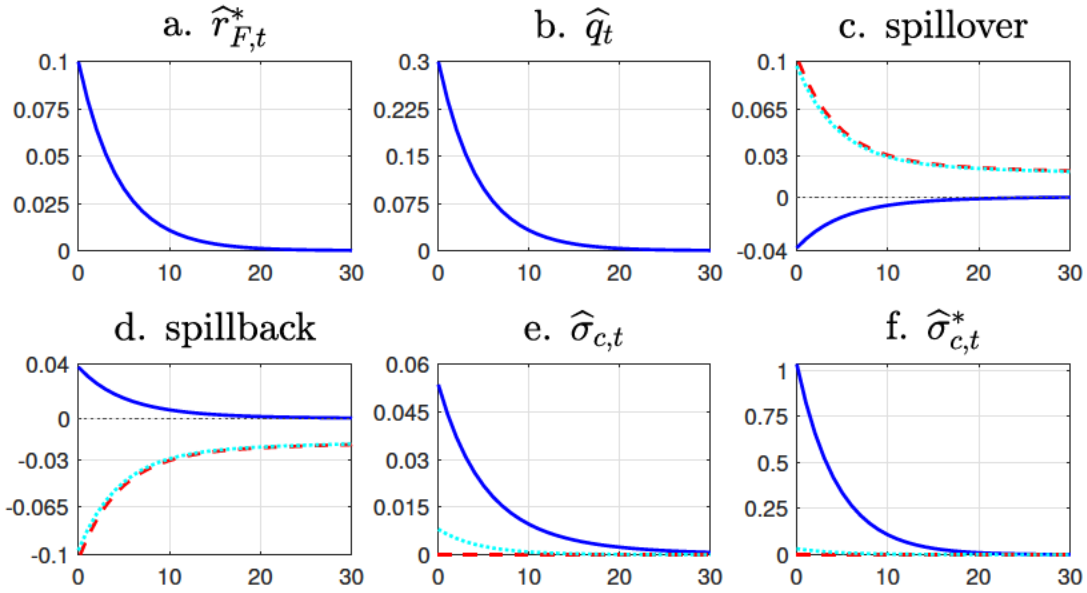 a. r̂*_{F,t}
b. q̂_t
c. spillover
0.1
0.075
0.05
0.025
0
0 10 20 30
0.3
0.225
0.15
0.075
0
0 10 20 30
0.1
0.065
0.03
0
-0.04
0 10 20 30
d. spillback
e. σ̂_{c,t}
f. σ̂*_{c,t}
0.04
0
-0.03
-0.065
-0.1
0 10 20 30
0.06
0.045
0.03
0.015
0
0 10 20 30
1
0.75
0.5
0.25
0
0 10 20 30